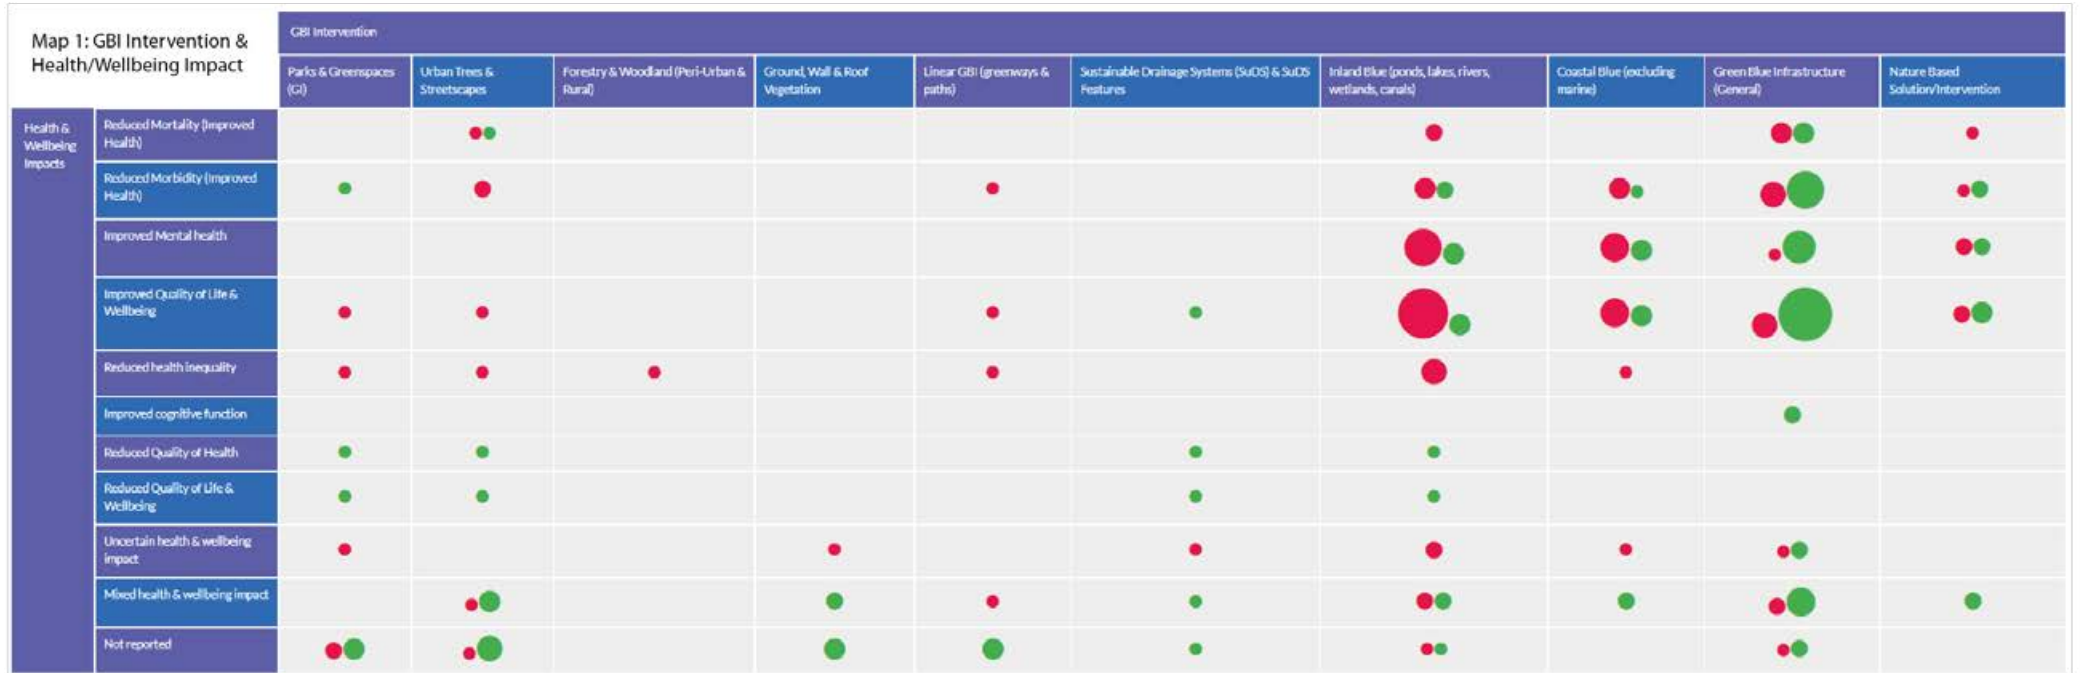 Map 1: GBI Intervention &
Health/Wellbeing Impact
GBI Intervention
Parks & Greenspaces
(GI)
Urban Trees &
Streetscapes
Forestry & Woodland (Peri-Urban &
Rural)
Ground, Wall & Roof
Vegetation
Linear GBI (greenways &
paths)
Sustainable Drainage Systems (SuDS) & SuDS
Features
Inland Blue (ponds, lakes, rivers,
wetlands, canals)
Coastal Blue (excluding
marine)
Green Blue Infrastructure
(General)
Nature Based
Solution/Intervention
Health &
Wellbeing
Impacts
Reduced Mortality (Improved
Health)
Reduced Morbidity (Improved
Health)
Improved Mental health
Improved Quality of Life &
Wellbeing
Reduced health inequality
Improved cognitive function
Reduced Quality of Health
Reduced Quality of Life &
Wellbeing
Uncertain health & wellbeing
impact
Mixed health & wellbeing impact
Not reported